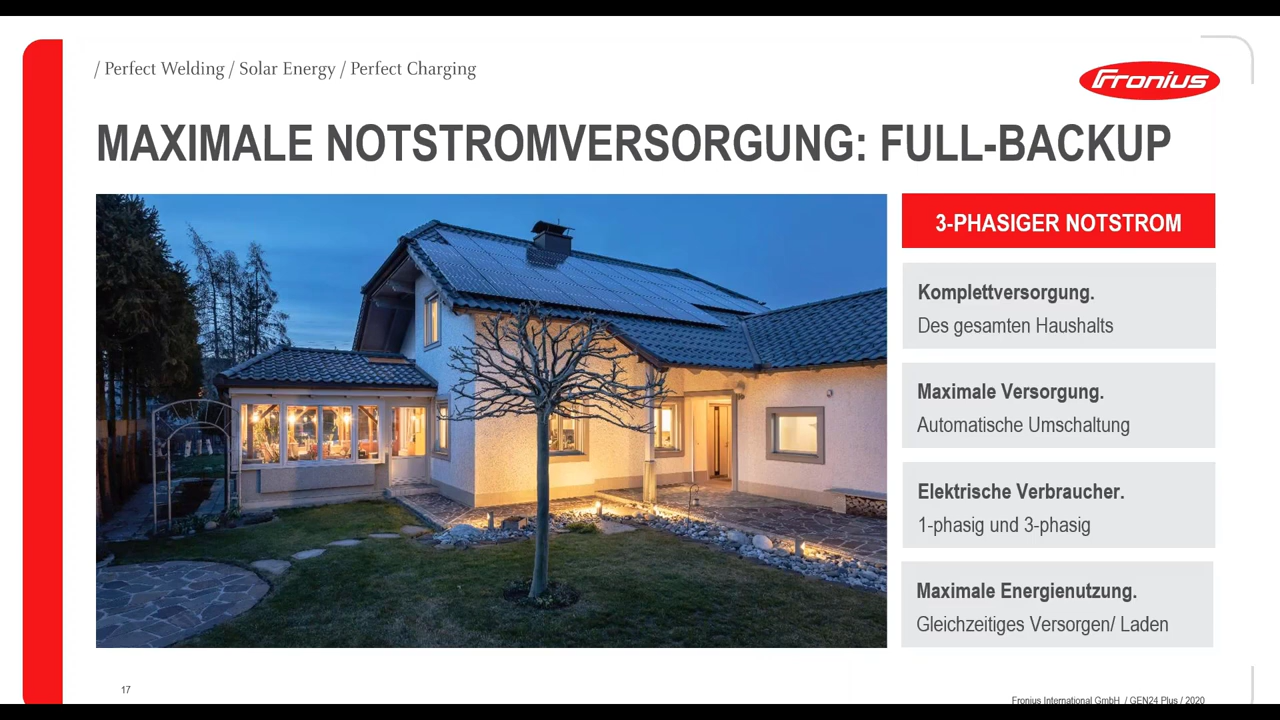 / Perfect Welding / Solar Energy / Perfect Charging
Fronius
MAXIMALE NOTSTROMVERSORGUNG: FULL-BACKUP
3-PHASIGER NOTSTROM
Komplettversorgung.
Des gesamten Haushalts
Maximale Versorgung.
Automatische Umschaltung
Elektrische Verbraucher.
1-phasig und 3-phasig
Maximale Energienutzung.
Gleichzeitiges Versorgen/ Laden
17
Fronius International GmbH / GEN24 Plus / 2020